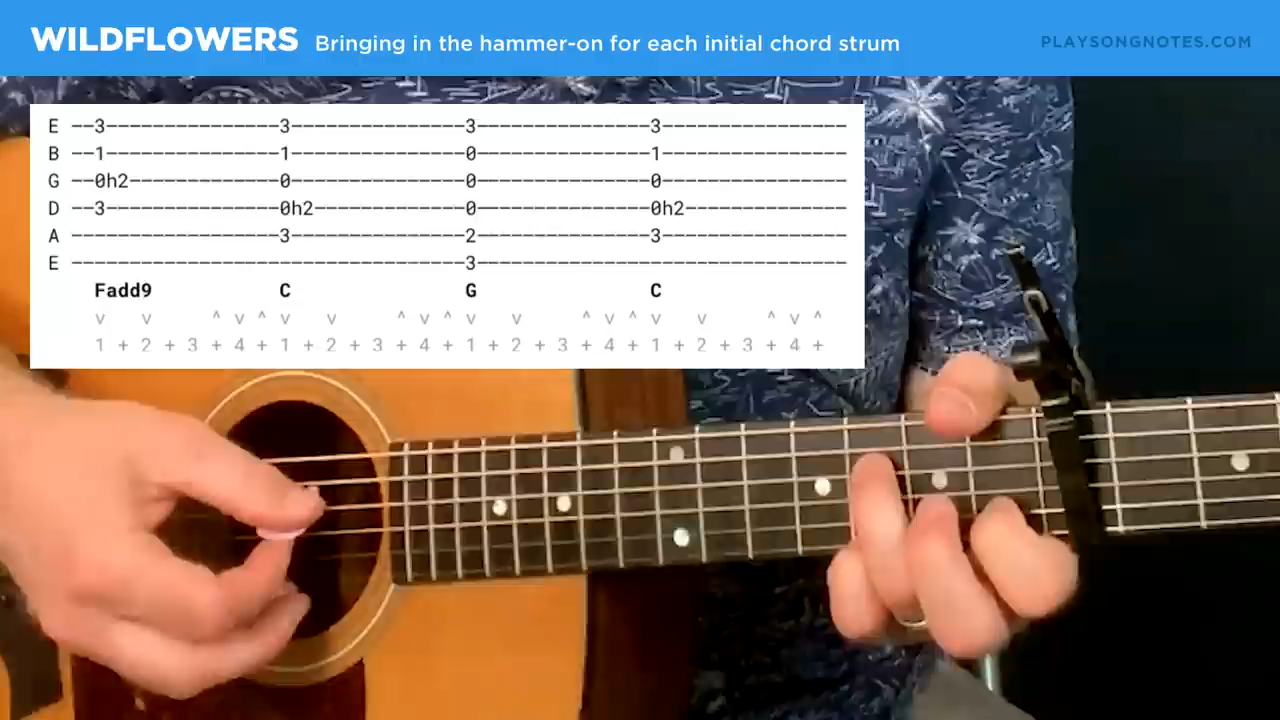 WILDFLOWERS Bringing in the hammer-on for each initial chord strum PLAYSONGNOTES.COM
E --3---------------3---------------3---------------3----------------
B --1---------------1---------------0---------------1----------------
G --0h2-------------0---------------0---------------0----------------
D --3---------------0h2-------------0---------------0h2--------------
A ------------------3---------------2---------------3----------------
E ----------------------------------3--------------------------------
Fadd9 C G C
v v ^ v ^ v v ^ v ^ v v ^ v ^ v v ^ v ^
1 + 2 + 3 + 4 + 1 + 2 + 3 + 4 + 1 + 2 + 3 + 4 + 1 + 2 + 3 + 4 +